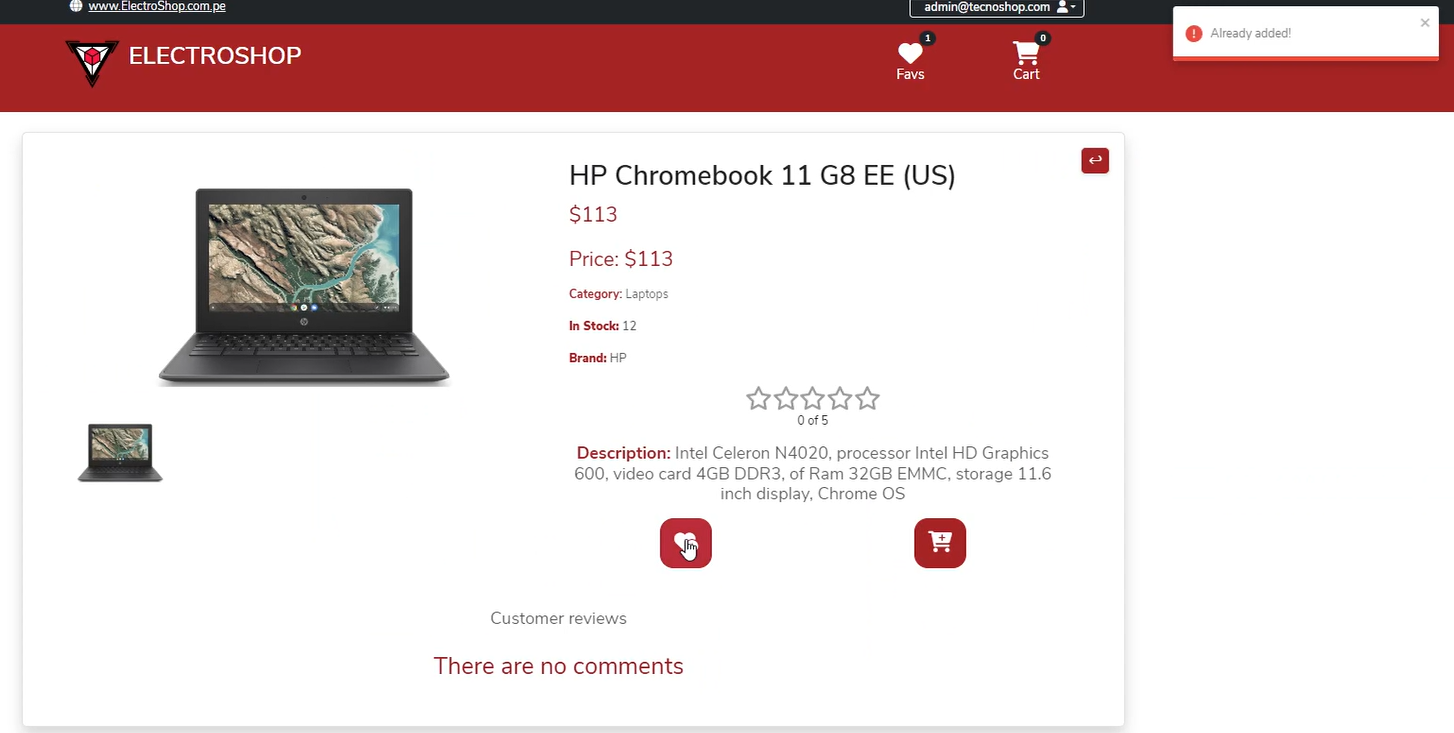 www.ElectroShop.com.pe
admin@tecnoshop.com
Already added!
ELECTROSHOP
1
Favs
0
Cart
HP Chromebook 11 G8 EE (US)
$113
Price: $113
Category: Laptops
In Stock: 12
Brand: HP
0 of 5
Description: Intel Celeron N4020, processor Intel HD Graphics
600, video card 4GB DDR3, of Ram 32GB EMMC, storage 11.6
inch display, Chrome OS
Customer reviews
There are no comments